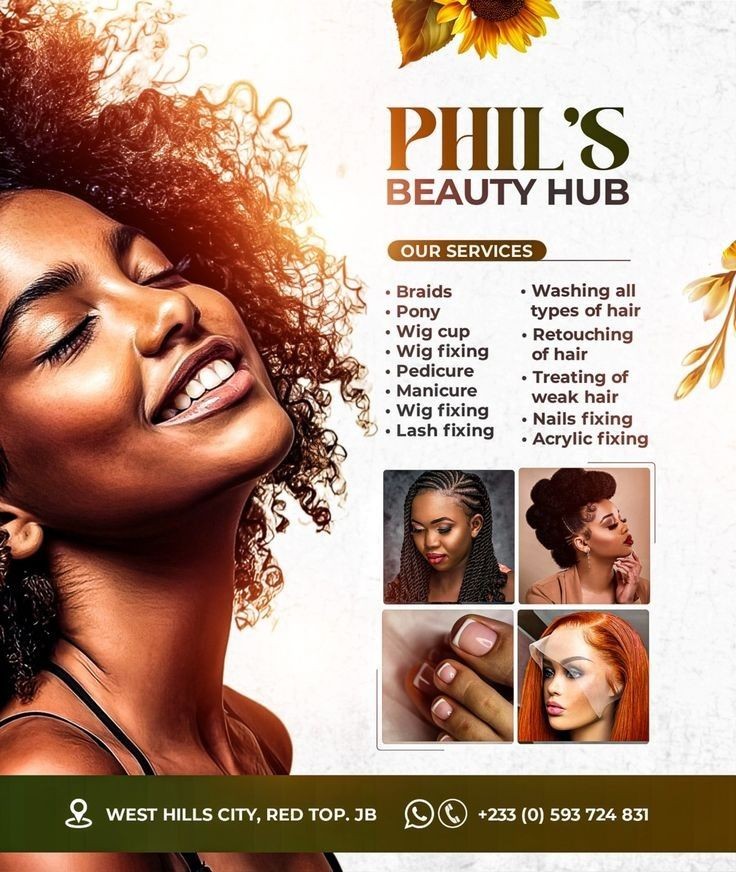 PHIL'S
BEAUTY HUB
OUR SERVICES
• Braids
• Pony
• Wig cup
• Wig fixing
• Pedicure
• Manicure
• Wig fixing
• Lash fixing
• Washing all
types of hair
• Retouching
of hair
• Treating of
weak hair
• Nails fixing
• Acrylic fixing
WEST HILLS CITY, RED TOP. JB
+233 (0) 593 724 831